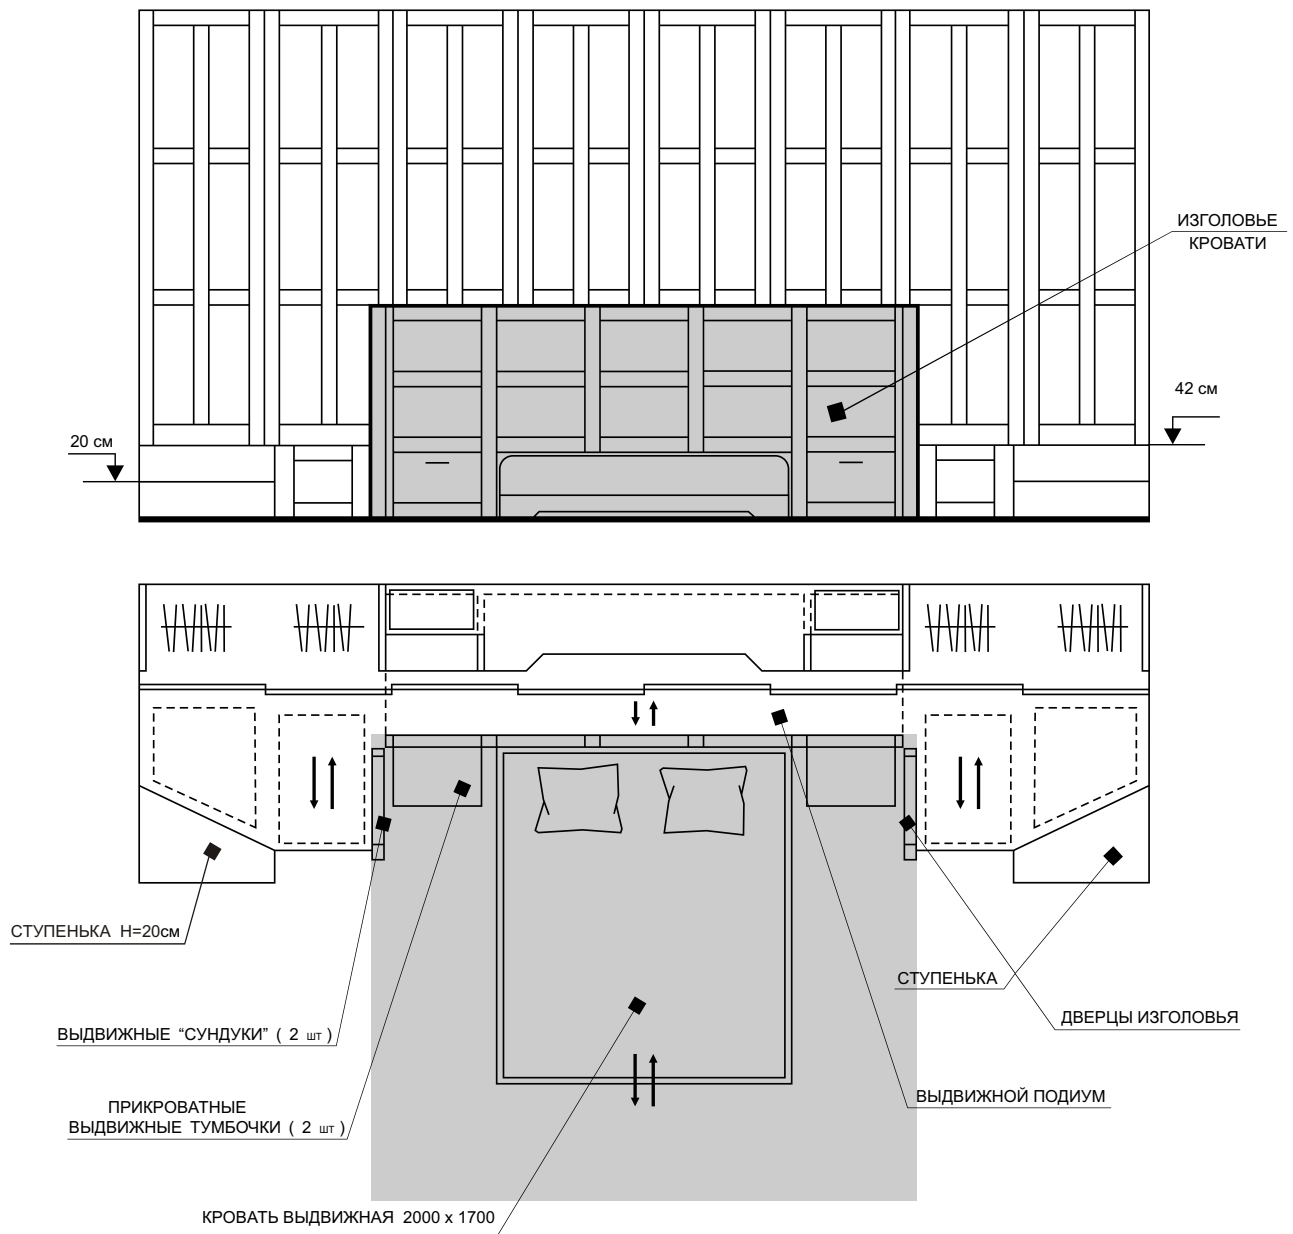 ИЗГОЛОВЬЕ
КРОВАТИ
42 см
20 см
СТУПЕНЬКА H=20см
СТУПЕНЬКА
ДВЕРЦЫ ИЗГОЛОВЬЯ
ВЫДВИЖНЫЕ “СУНДУКИ” ( 2 шт )
ВЫДВИЖНОЙ ПОДИУМ
ПРИКРОВАТНЫЕ
ВЫДВИЖНЫЕ ТУМБОЧКИ ( 2 шт )
КРОВАТЬ ВЫДВИЖНАЯ 2000 х 1700